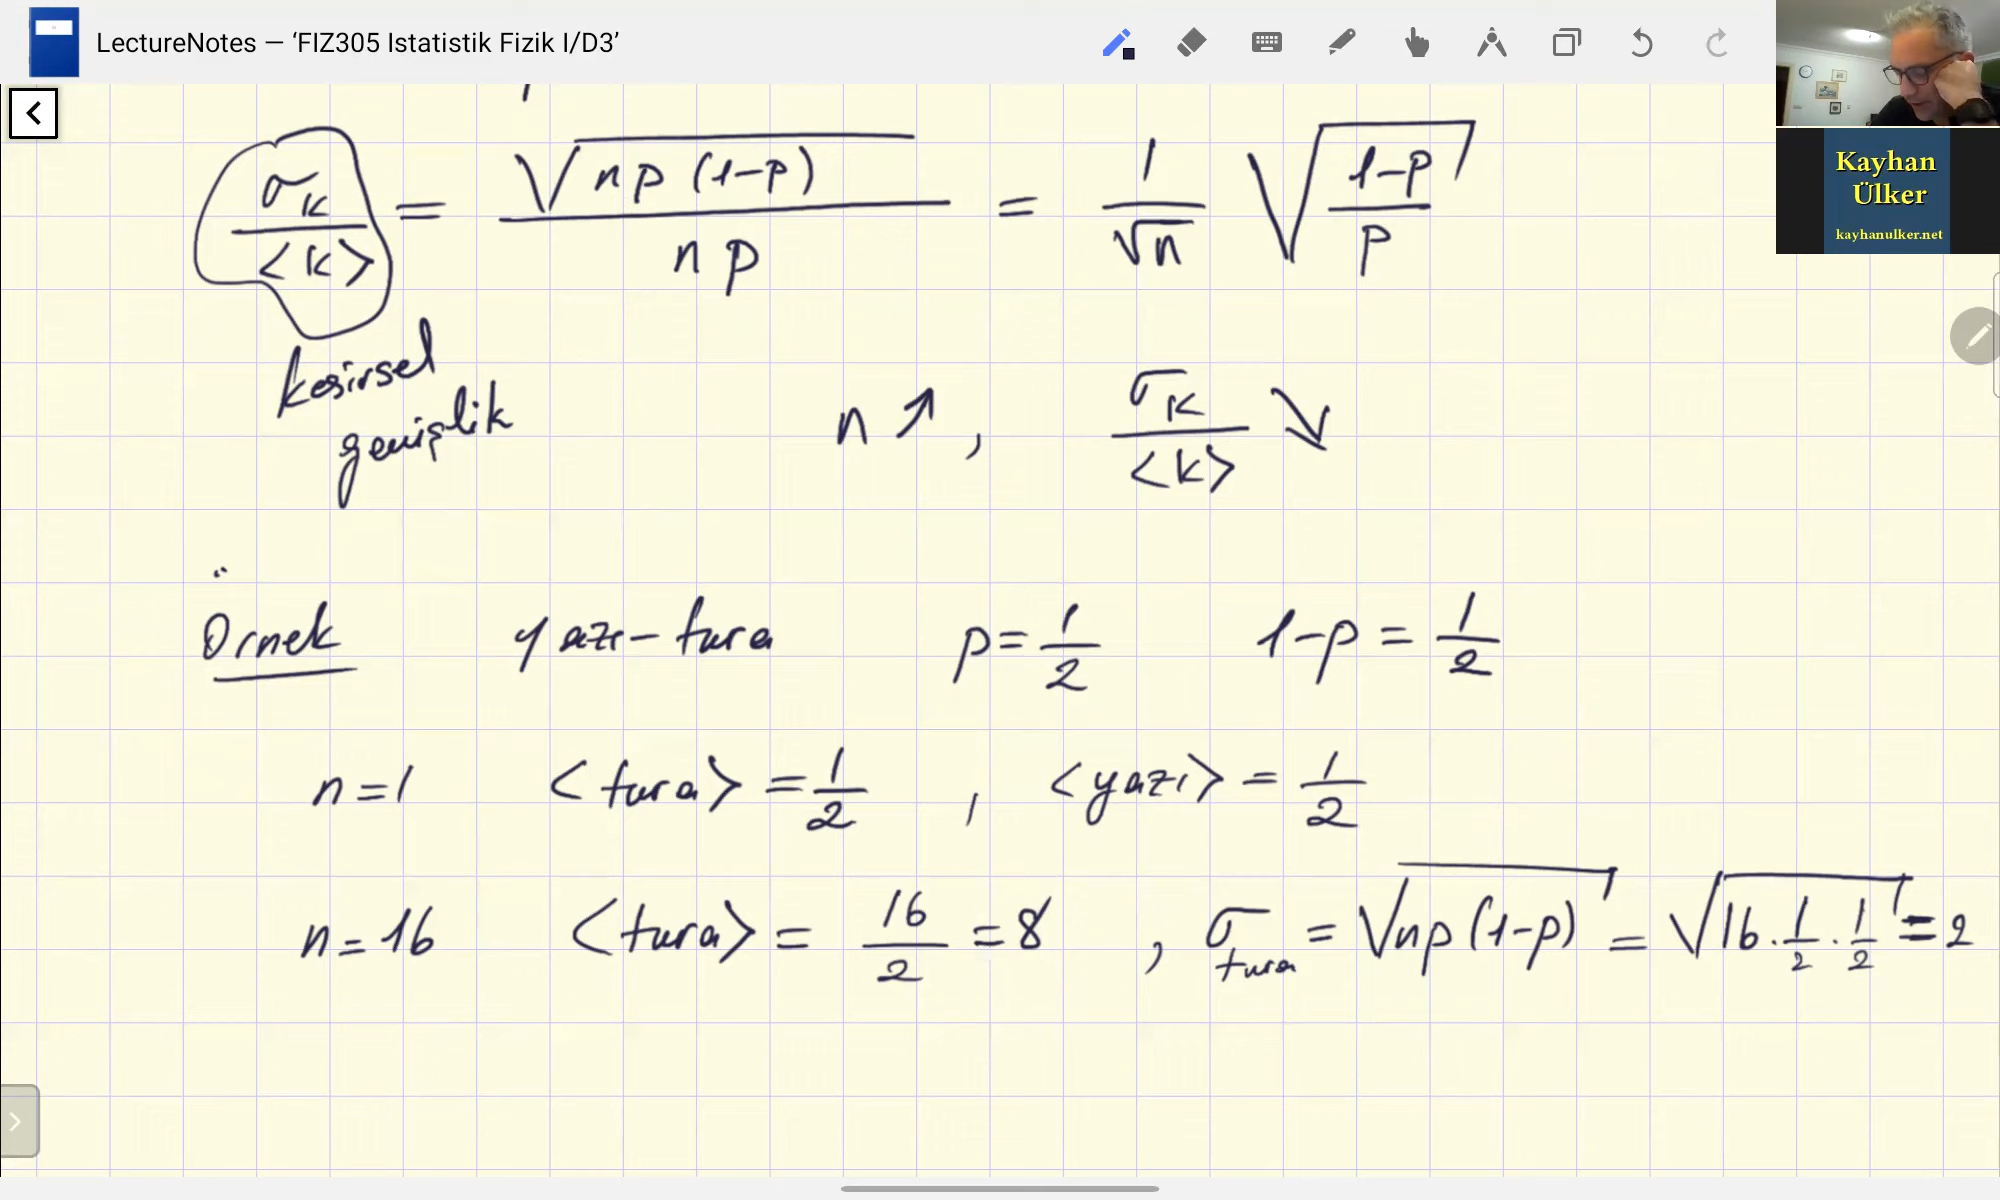 LectureNotes — ‘FIZ305 Istatistik Fizik I/D3’
Kayhan
Ülker
kayhanulker.net
σ_K / <K> = √(np(1-p)) / np = 1/√n √((1-p)/p)
kesirsel
genişlik
n ↗, σ_K / <K> ↘
Örnek yazı-tura p = 1/2 1-p = 1/2
n=1 <tura> = 1/2 , <yazı> = 1/2
n=16 <tura> = 16/2 = 8 , σ_tura = √(np(1-p)) = √(16.1/2.1/2) = 2